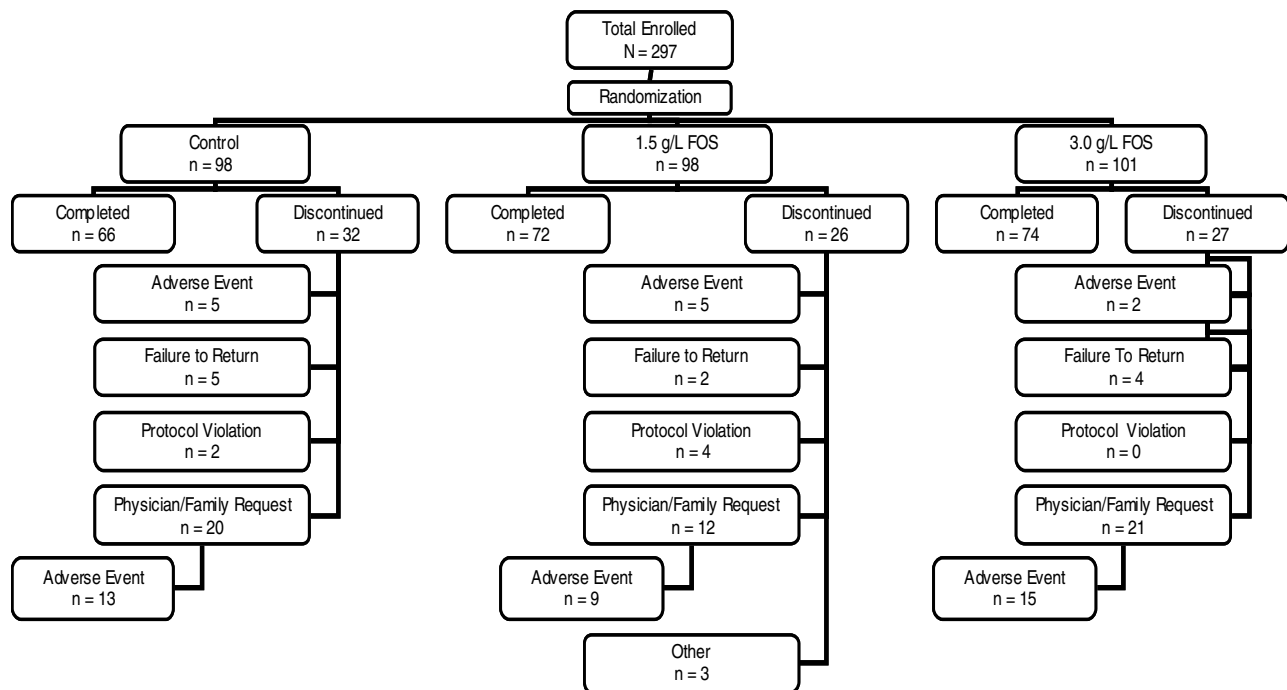 Total Enrolled
N = 297
Randomization
Control
n = 98
1.5 g/L FOS
n = 98
3.0 g/L FOS
n = 101
Completed
n = 66
Discontinued
n = 32
Completed
n = 72
Discontinued
n = 26
Completed
n = 74
Discontinued
n = 27
Adverse Event
n = 5
Adverse Event
n = 5
Adverse Event
n = 2
Failure to Return
n = 5
Failure to Return
n = 2
Failure To Return
n = 4
Protocol Violation
n = 2
Protocol Violation
n = 4
Protocol Violation
n = 0
Physician/Family Request
n = 20
Physician/Family Request
n = 12
Physician/Family Request
n = 21
Adverse Event
n = 13
Adverse Event
n = 9
Adverse Event
n = 15
Other
n = 3